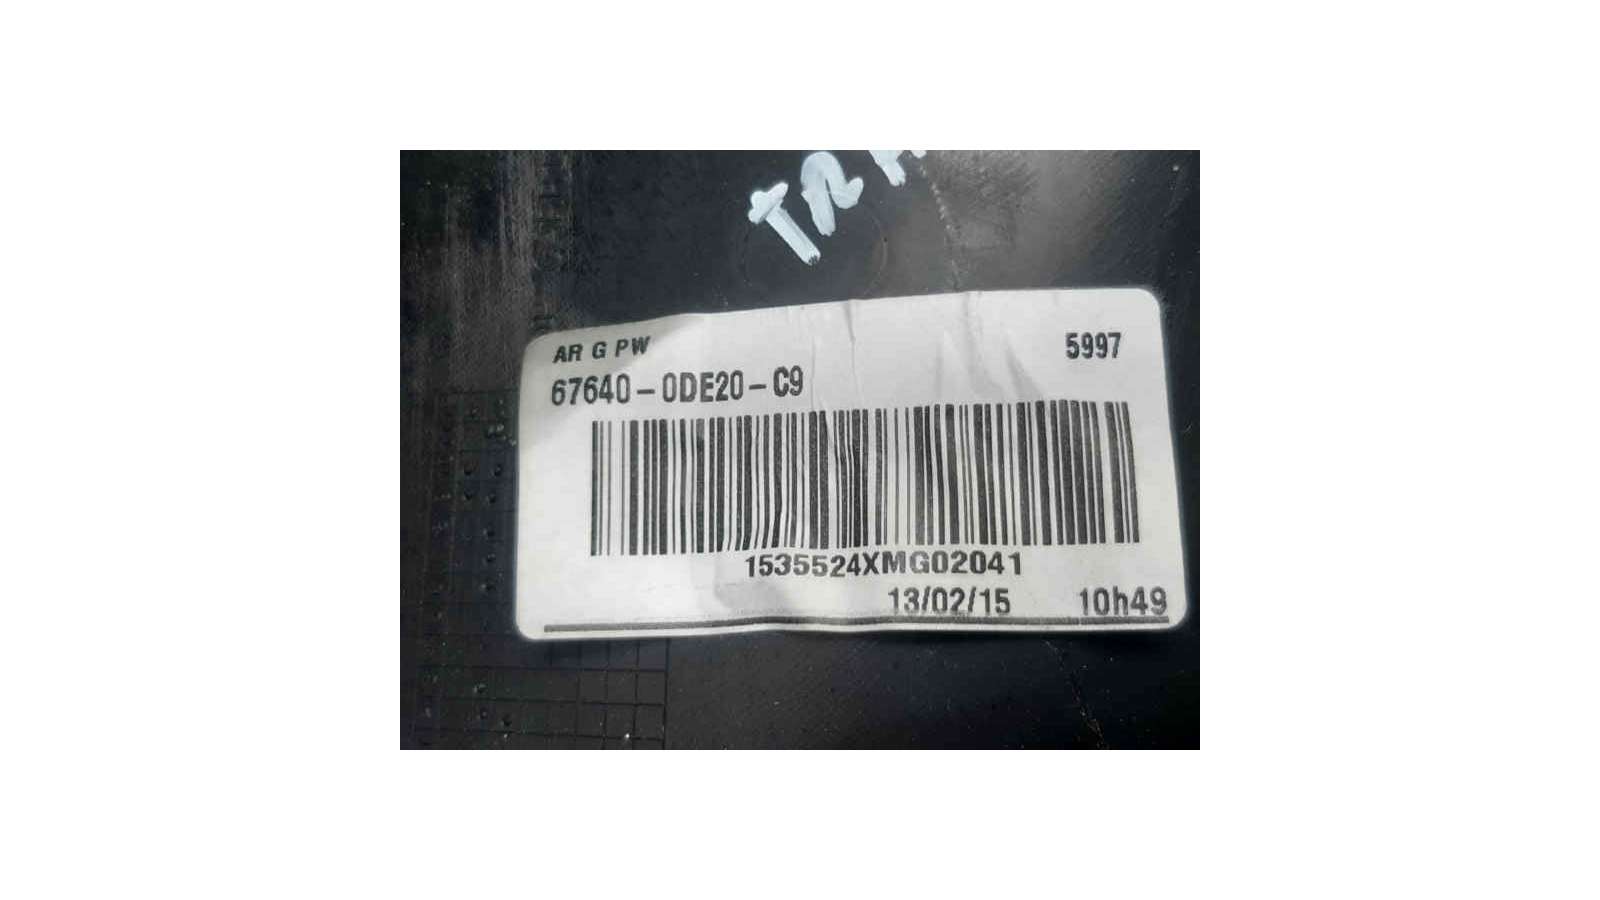 AR G PW 5997
67640-0DE20-C9
1535524XMG02041
13/02/15 10h49